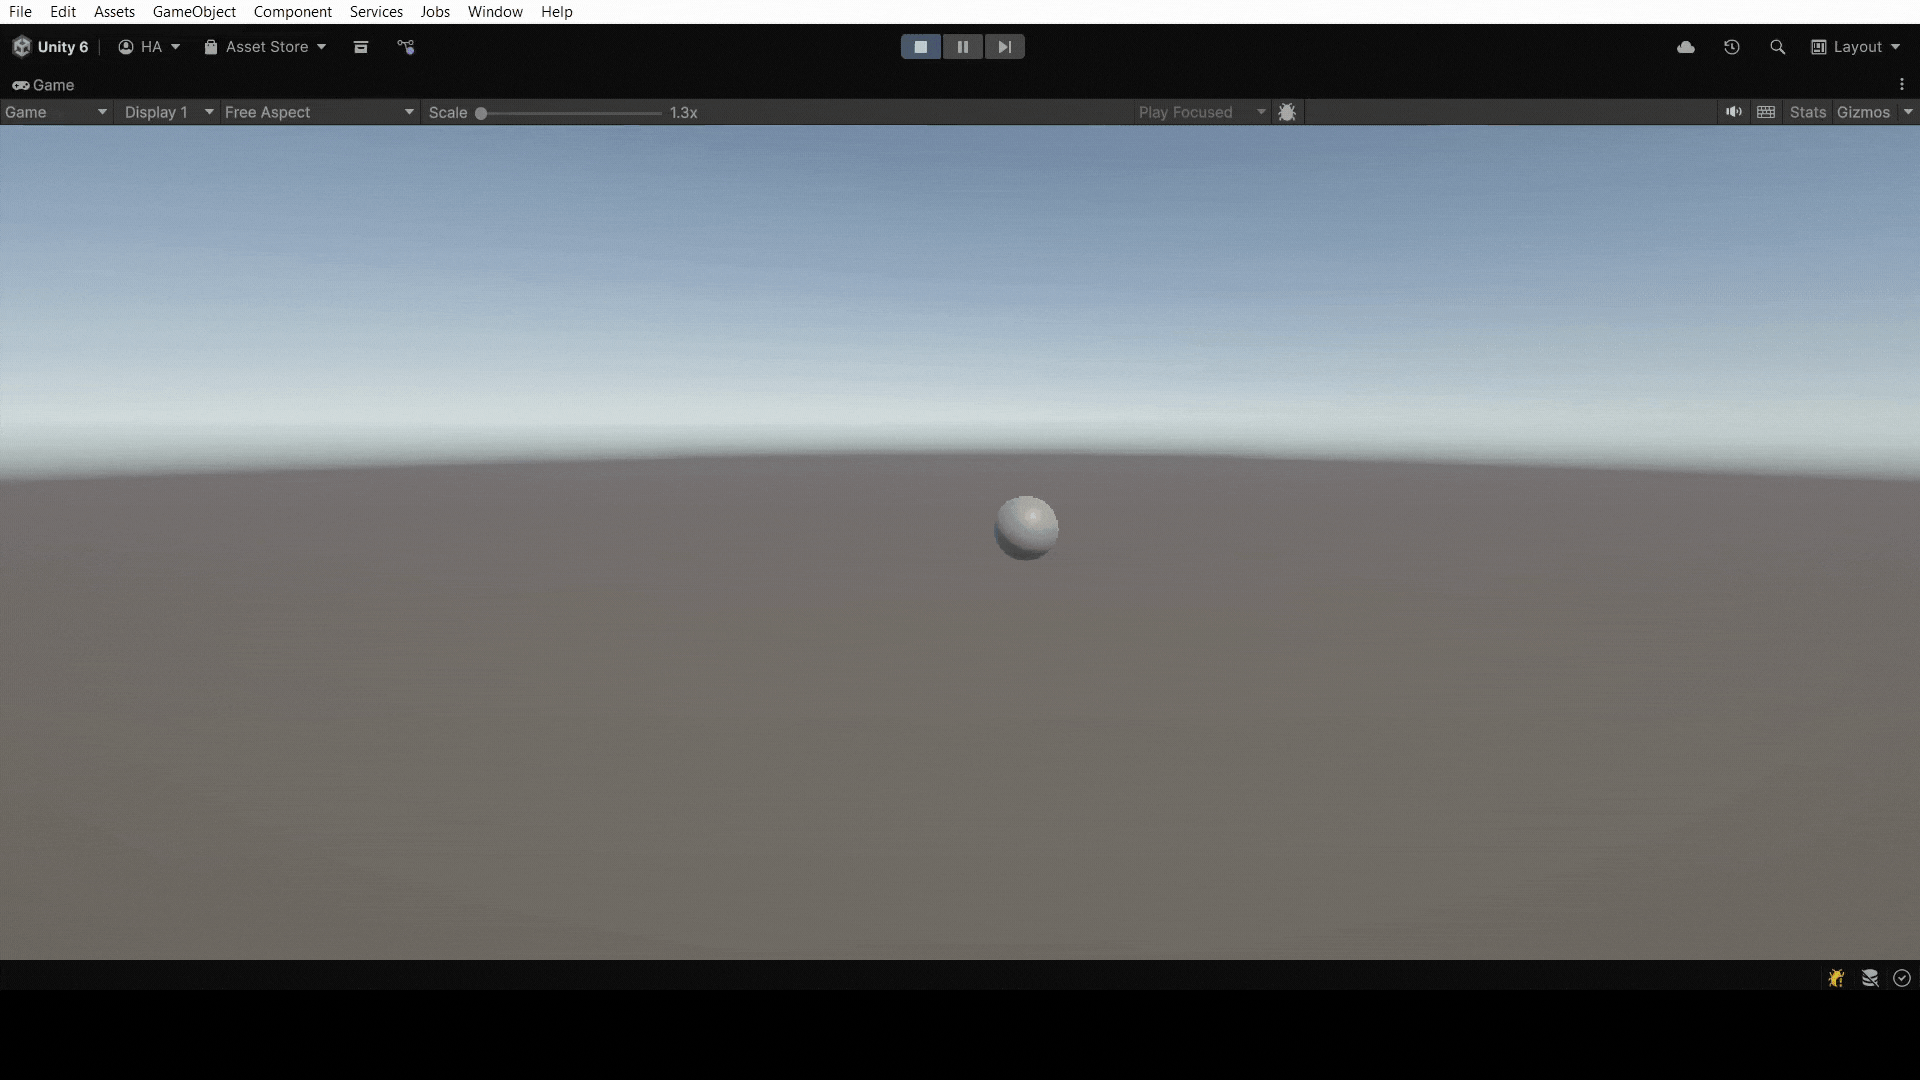 File Edit Assets GameObject Component Services Jobs Window Help
Unity 6 HA Asset Store Layout
Game
Game Display 1 Free Aspect Scale 1.3x Play Focused Stats Gizmos